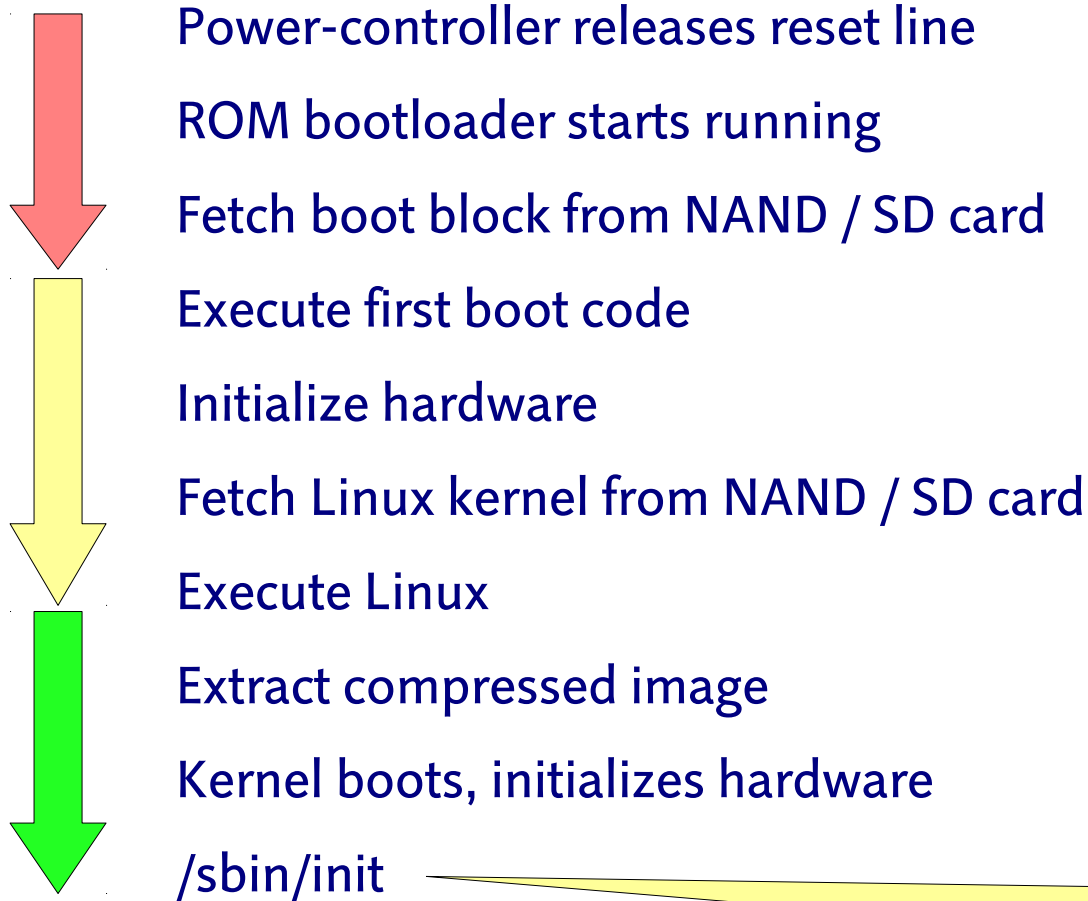 Power-controller releases reset line
ROM bootloader starts running
Fetch boot block from NAND / SD card
Execute first boot code
Initialize hardware
Fetch Linux kernel from NAND / SD card
Execute Linux
Extract compressed image
Kernel boots, initializes hardware
/sbin/init